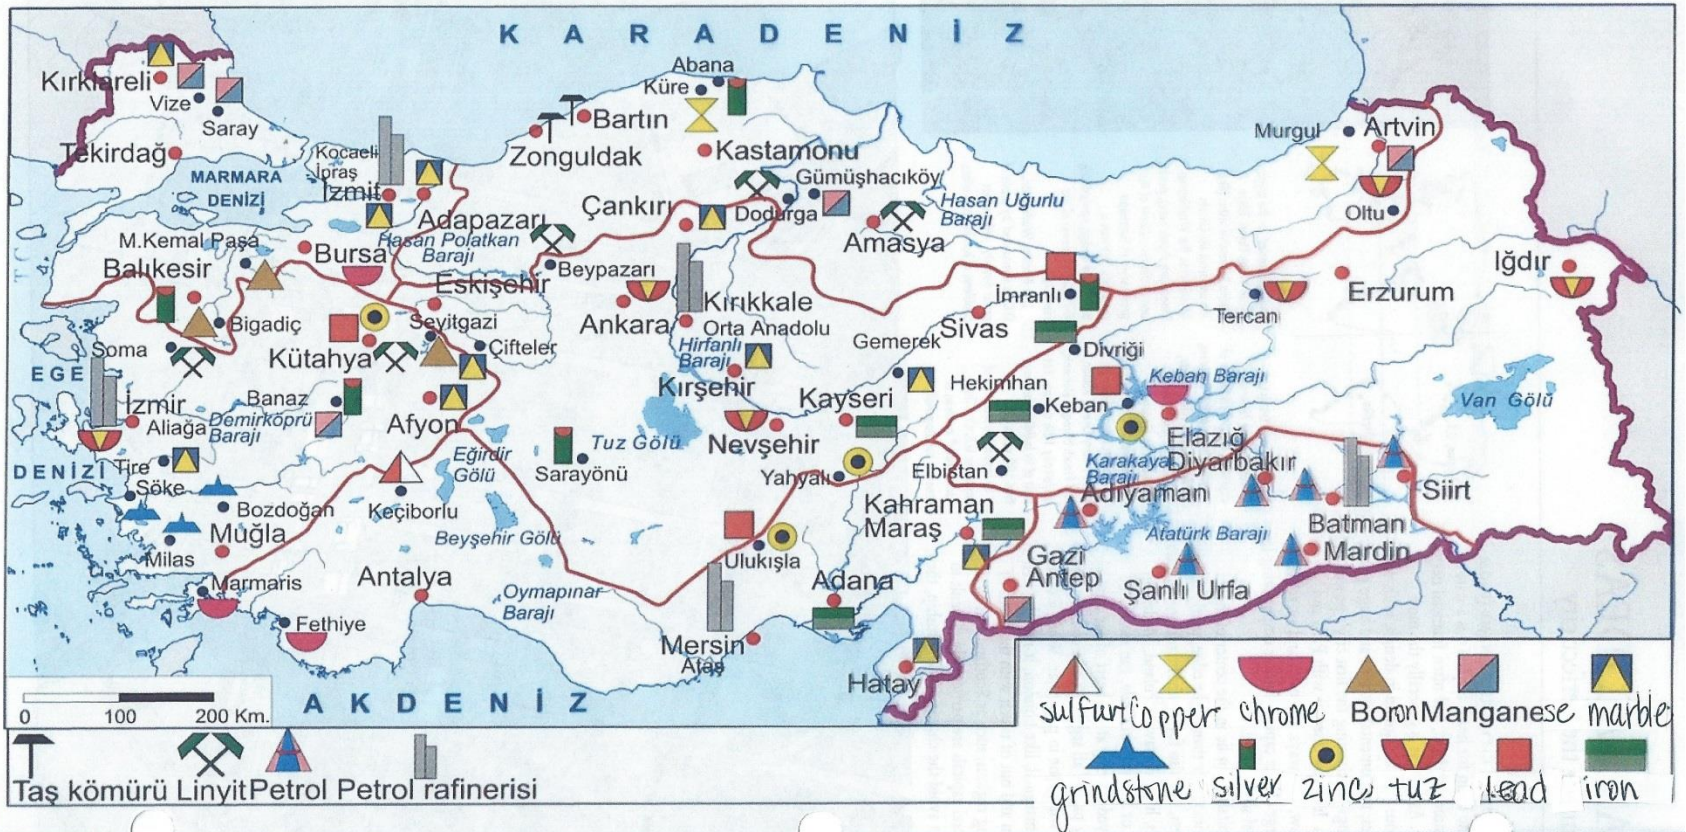 KARADENİZ
Abana
Küre
Kırklareli
Vize
Saray
Tekirdağ
Bartın
Zonguldak
Kastamonu
Murgul
Artvin
Oltu
MARMARA
DENİZİ
Kocaeli
İpraş
İzmit
Adapazarı
Çankırı
Dodurga
Gümüşhacıköy
Amasya
Hasan Uğurlu
Barajı
M.Kemal Paşa
Bursa
Hasan Polatkan
Barajı
Balıkesir
Eskişehir
Beypazarı
Ankara
Kırıkkale
Orta Anadolu
İmranlı
Sivas
Tercan
Erzurum
Iğdır
Bigadiç
Soma
Kütahya
Seyitgazi
Çifteler
Hirfanlı
Barajı
Kırşehir
Gemerek
Divriği
EGE
DENİZİ
İzmir
Aliağa
Demirköprü
Barajı
Banaz
Afyon
Kayseri
Hekimhan
Keban
Keban Barajı
Van Gölü
Nevşehir
Tuz Gölü
Sarayönü
Eğirdir
Gölü
Yahyalı
Elbistan
Elazığ
Karakaya
Barajı
Diyarbakır
Adıyaman
Siirt
Tire
Söke
Bozdoğan
Keçiborlu
Milas
Muğla
Beyşehir Gölü
Kahraman
Maraş
Atatürk Barajı
Batman
Mardin
Ulukışla
Gazi
Antep
Şanlı Urfa
Marmaris
Antalya
Fethiye
Oymapınar
Barajı
Adana
Mersin
Ataş
Hatay
AKDENİZ
0 100 200 Km.
sulfur Copper chrome Boron Manganese marble
grindstone silver zinc tuz Lead iron
Taş kömürü Linyit Petrol Petrol rafinerisi